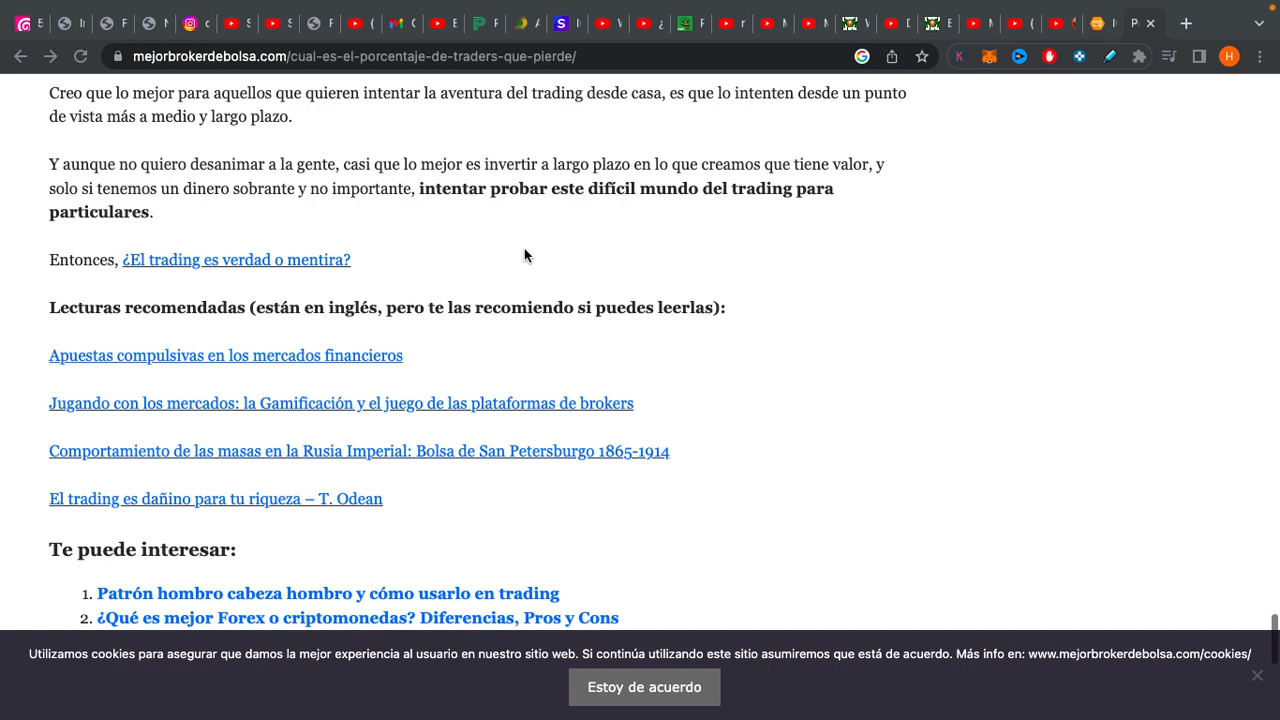 mejorbrokerdebolsa.com/cual-es-el-porcentaje-de-traders-que-pierde/
H
Creo que lo mejor para aquellos que quieren intentar la aventura del trading desde casa, es que lo intenten desde un punto
de vista más a medio y largo plazo.
Y aunque no quiero desanimar a la gente, casi que lo mejor es invertir a largo plazo en lo que creamos que tiene valor, y
solo si tenemos un dinero sobrante y no importante, intentar probar este difícil mundo del trading para
particulares.
Entonces, ¿El trading es verdad o mentira?
Lecturas recomendadas (están en inglés, pero te las recomiendo si puedes leerlas):
Apuestas compulsivas en los mercados financieros
Jugando con los mercados: la Gamificación y el juego de las plataformas de brokers
Comportamiento de las masas en la Rusia Imperial: Bolsa de San Petersburgo 1865-1914
El trading es dañino para tu riqueza – T. Odean
Te puede interesar:
1. Patrón hombro cabeza hombro y cómo usarlo en trading
2. ¿Qué es mejor Forex o criptomonedas? Diferencias, Pros y Cons
Utilizamos cookies para asegurar que damos la mejor experiencia al usuario en nuestro sitio web. Si continúa utilizando este sitio asumiremos que está de acuerdo. Más info en: www.mejorbrokerdebolsa.com/cookies/
Estoy de acuerdo